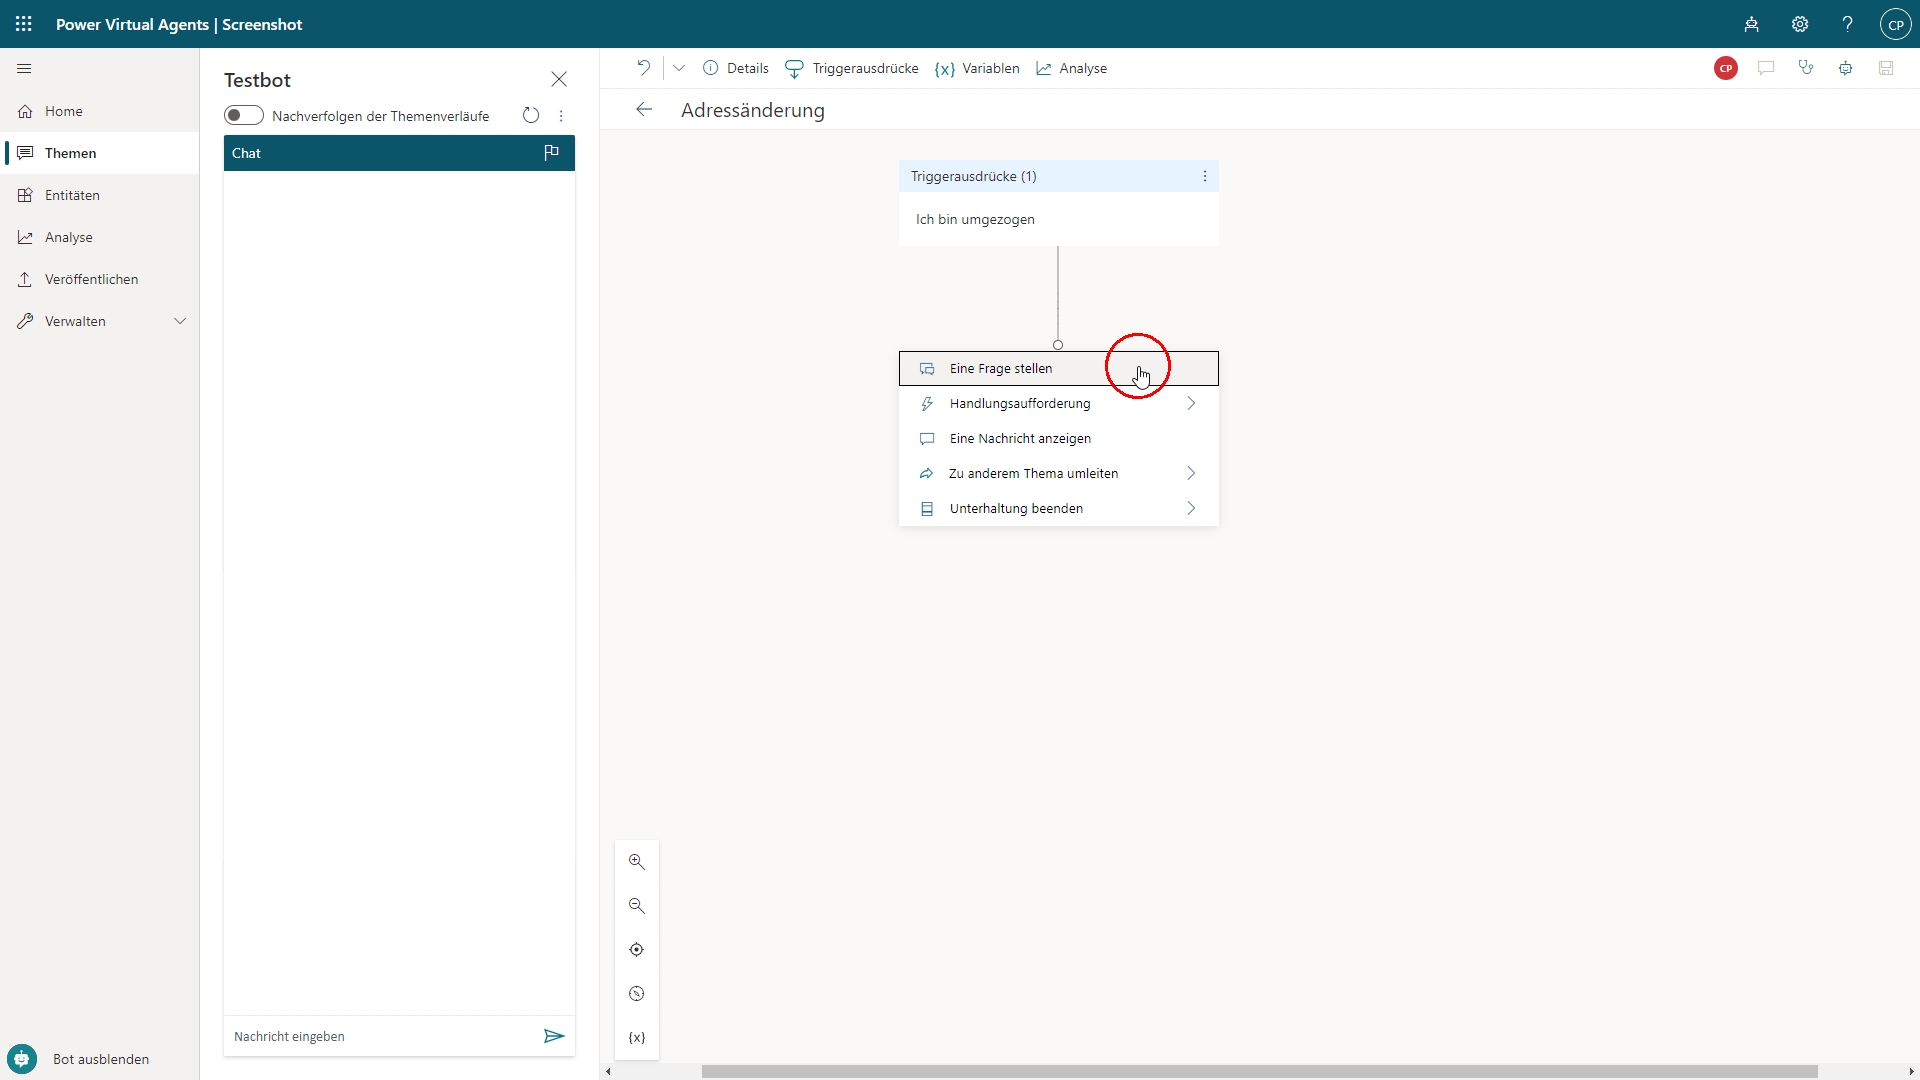 Power Virtual Agents | Screenshot
CP
Home
Themen
Entitäten
Analyse
Veröffentlichen
Verwalten
Bot ausblenden
Testbot
Nachverfolgen der Themenverläufe
Chat
Nachricht eingeben
Details
Triggerausdrücke
{x} Variablen
Analyse
CP
Adressänderung
Triggerausdrücke (1)
Ich bin umgezogen
Eine Frage stellen
Handlungsaufforderung
Eine Nachricht anzeigen
Zu anderem Thema umleiten
Unterhaltung beenden
{x}